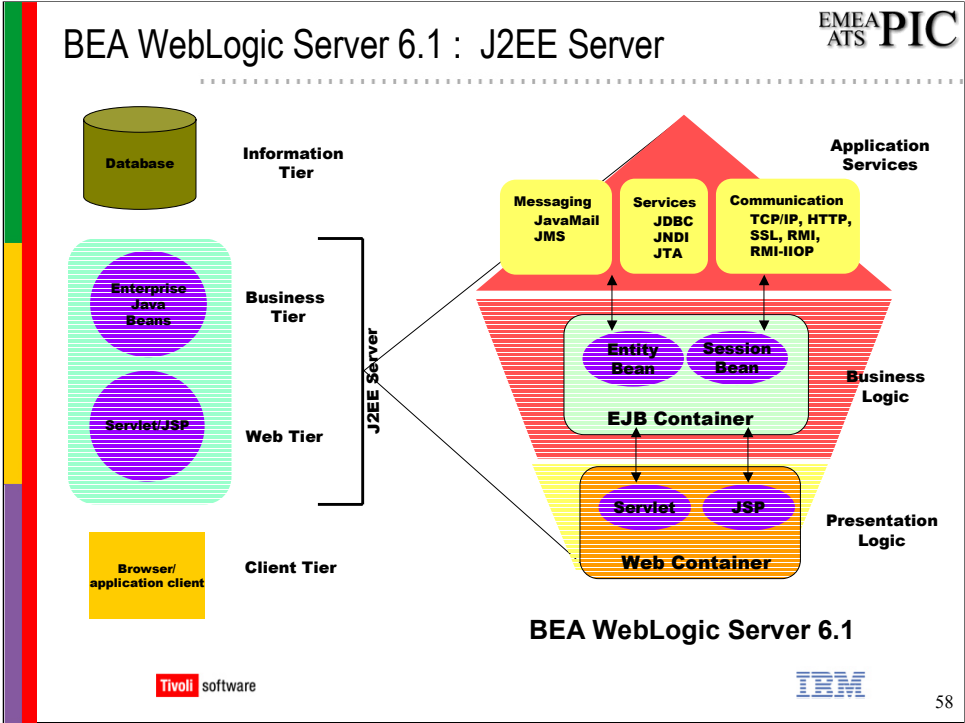 BEA WebLogic Server 6.1 : J2EE Server
EMEA
ATS PIC
Database
Information
Tier
Enterprise
Java
Beans
Business
Tier
Servlet/JSP
Web Tier
J2EE Server
Browser/
application client
Client Tier
Application
Services
Messaging
JavaMail
JMS
Services
JDBC
JNDI
JTA
Communication
TCP/IP, HTTP,
SSL, RMI,
RMI-IIOP
Entity
Bean
Session
Bean
EJB Container
Business
Logic
Servlet
JSP
Web Container
Presentation
Logic
BEA WebLogic Server 6.1
Tivoli software
IBM
58